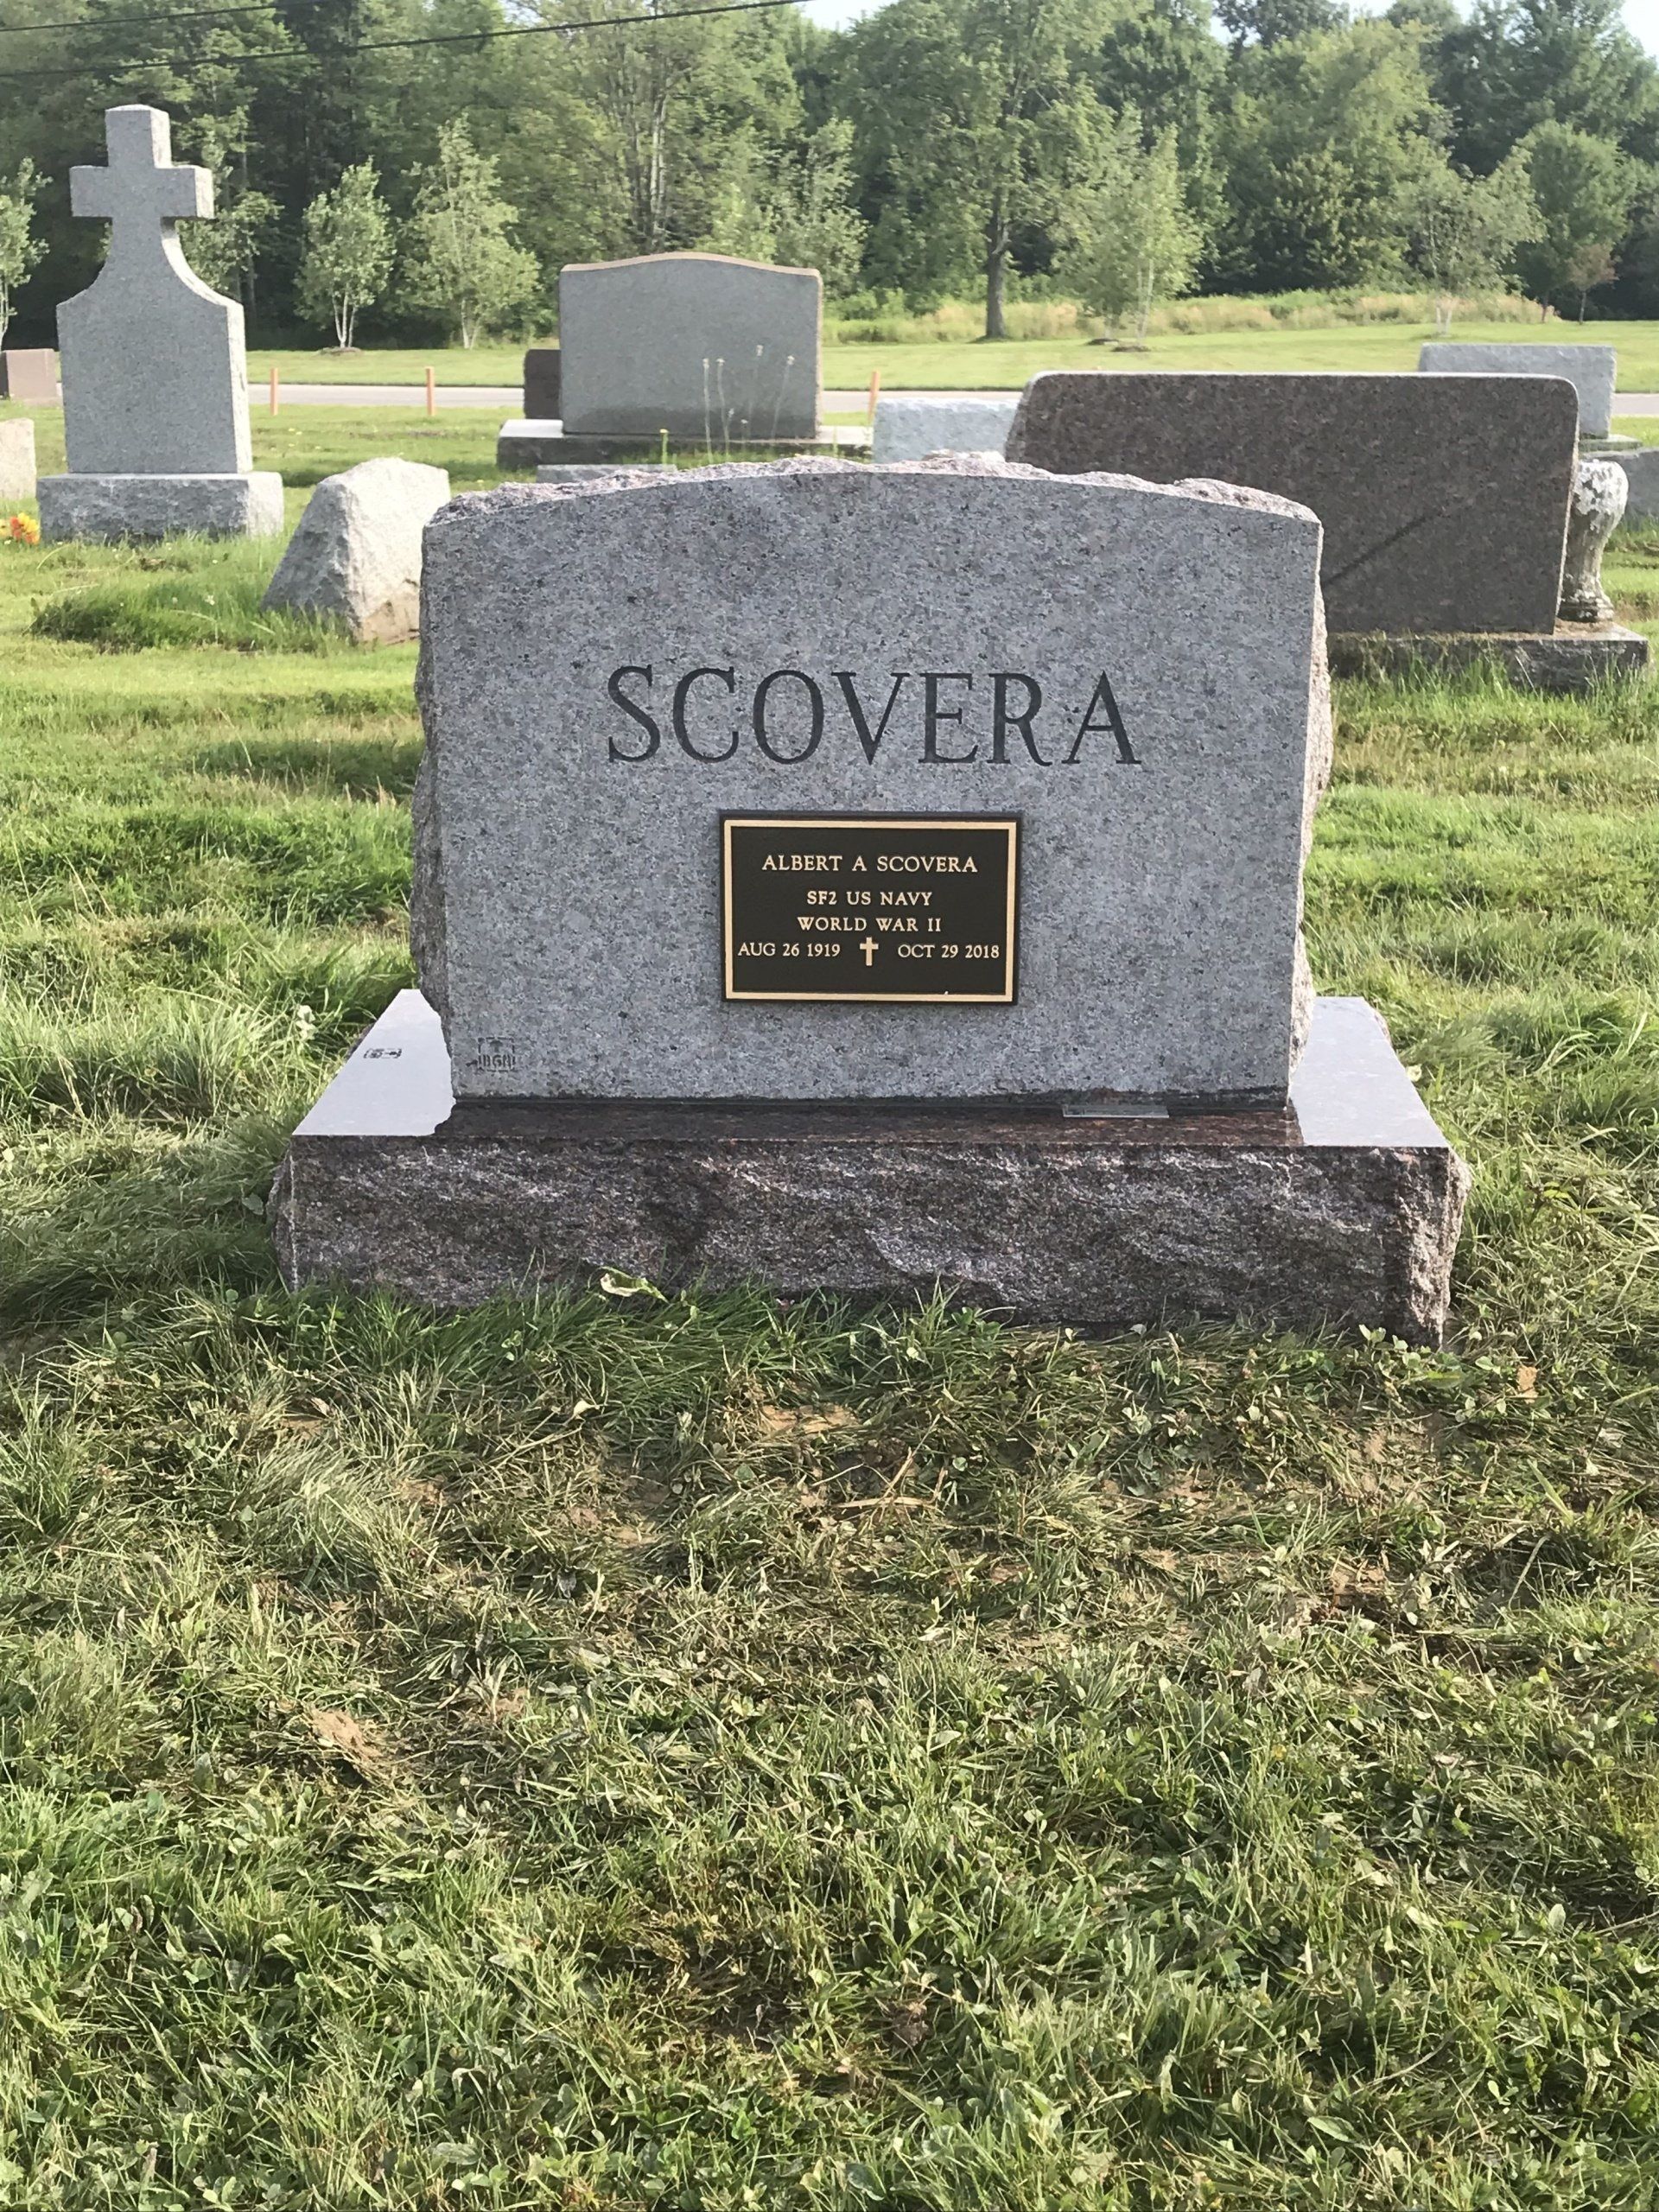 SCOVERA
ALBERT A SCOVERA
SF2 US NAVY
WORLD WAR II
AUG 26 1919 OCT 29 2018